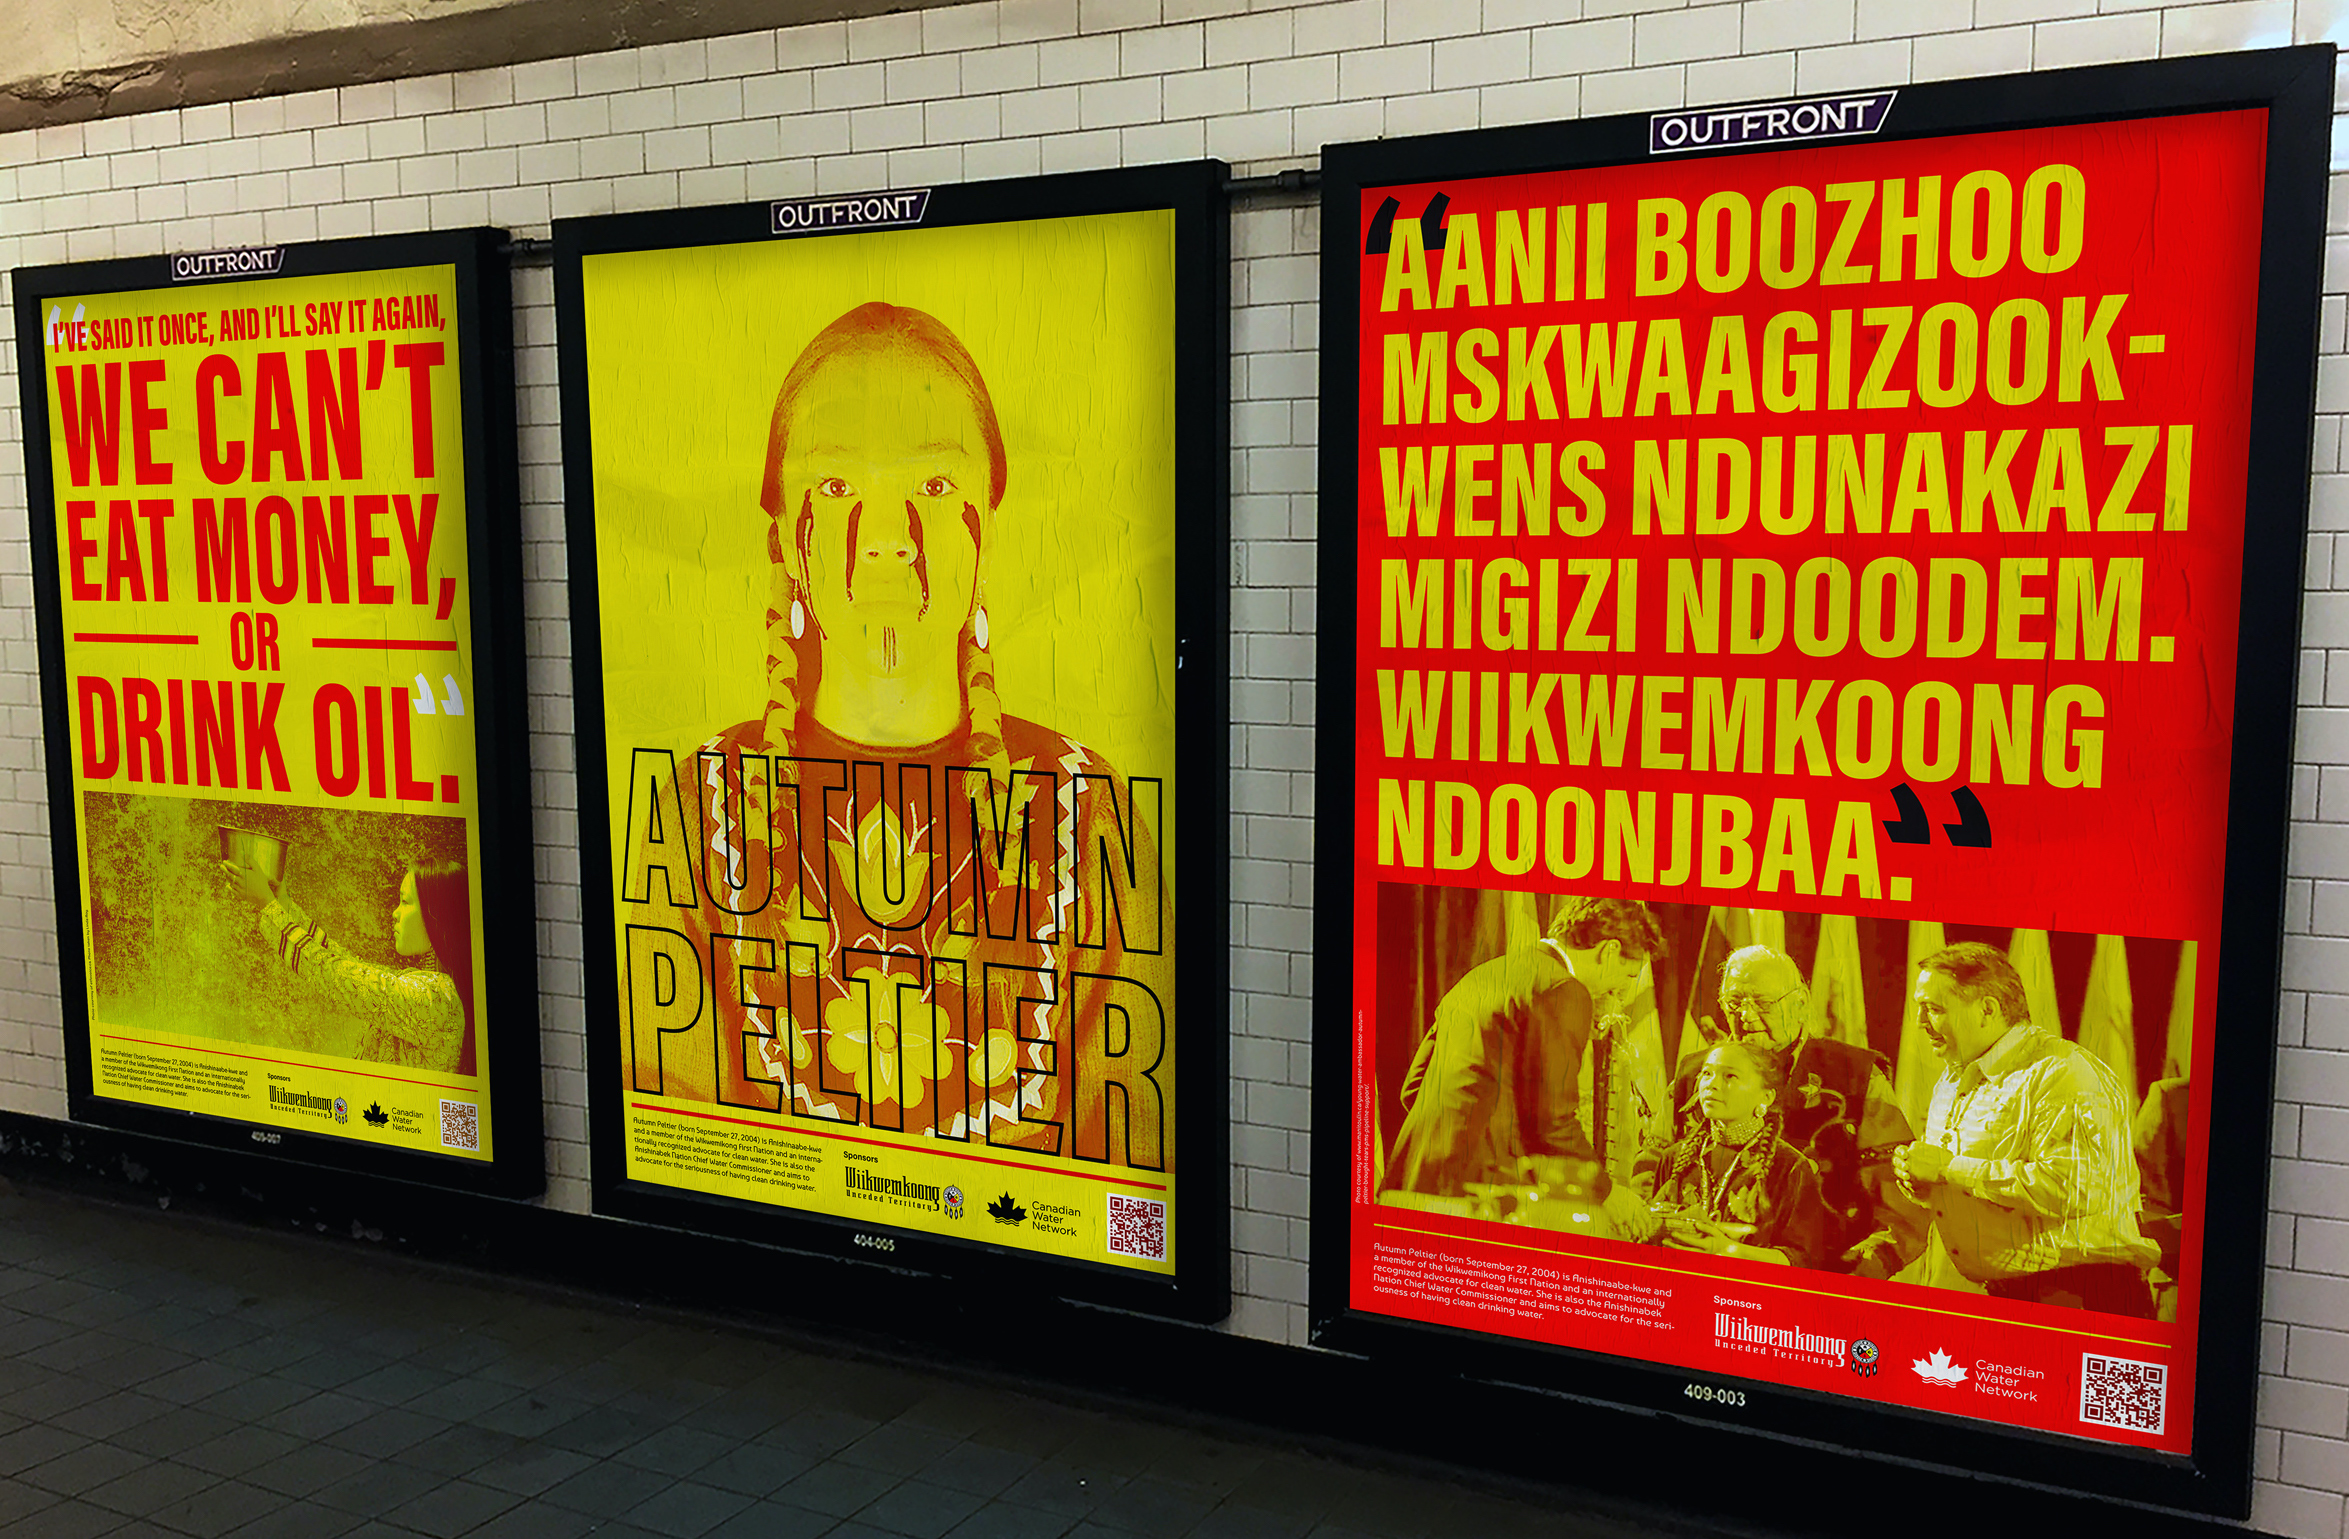 OUTFRONT
“I’VE SAID IT ONCE, AND I’LL SAY IT AGAIN,
WE CAN’T
EAT MONEY,
OR
DRINK OIL.”
Autumn Peltier (born September 27, 2004) is Anishinaabe-kwe and
a member of the Wikwemikong First Nation and an internationally
recognized advocate for clean water. She is also the Anishinabek
Nation Chief Water Commissioner and aims to advocate for the seri-
ousness of having clean drinking water.
Sponsors
Wiikwemkoong
Unceded Territory
Canadian
Water
Network
405-007
OUTFRONT
AUTUMN
PELTIER
Autumn Peltier (born September 27, 2004) is Anishinaabe-kwe
and a member of the Wikwemikong First Nation and an interna-
tionally recognized advocate for clean water. She is also the
Anishinabek Nation Chief Water Commissioner and aims to
advocate for the seriousness of having clean drinking water.
Sponsors
Wiikwemkoong
Unceded Territory
Canadian
Water
Network
404-005
OUTFRONT
“AANII BOOZHOO
MSKWAAGIZOOK-
WENS NDUNAKAZI
MIGIZI NDOODEM.
WIIKWEMKOONG
NDOONJBAA.”
Autumn Peltier (born September 27, 2004) is Anishinaabe-kwe and
a member of the Wikwemikong First Nation and an internationally
recognized advocate for clean water. She is also the Anishinabek
Nation Chief Water Commissioner and aims to advocate for the seri-
ousness of having clean drinking water.
Sponsors
Wiikwemkoong
Unceded Territory
Canadian
Water
Network
409-003